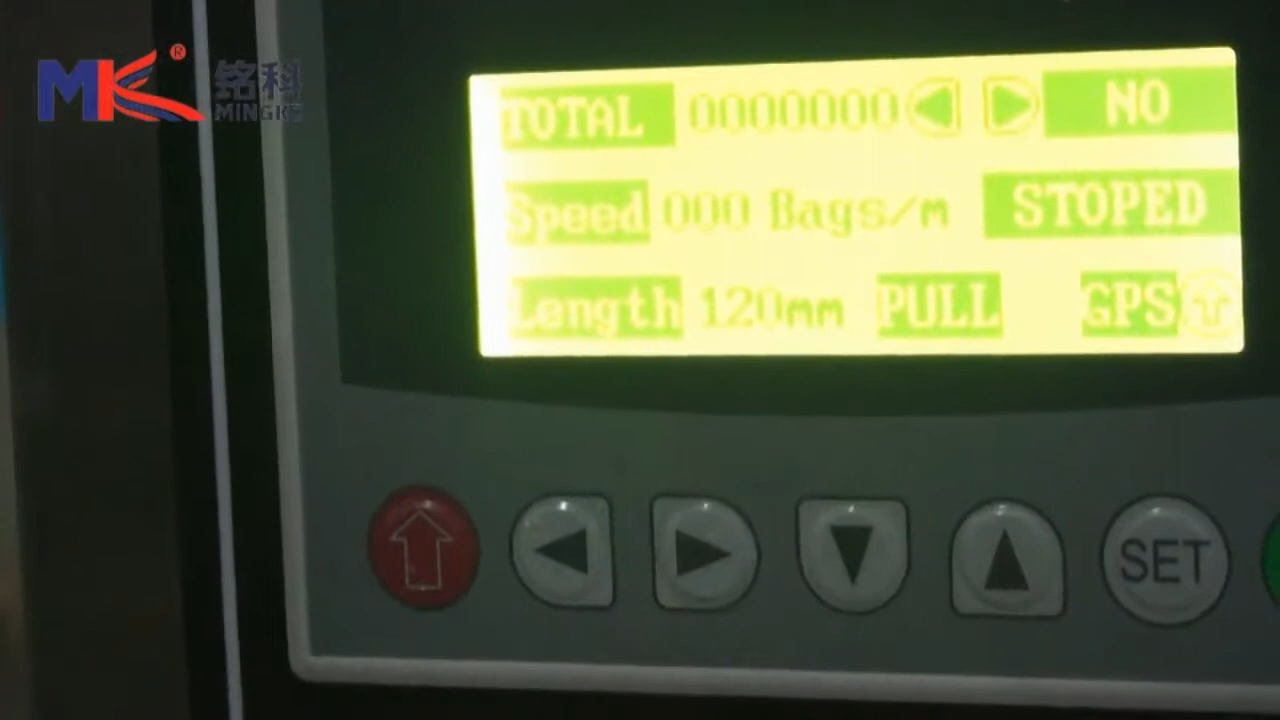 MK®
铭科
MINGKE
TOTAL 0000000 NO
Speed 000 Bags/m STOPED
Length 120mm PULL GPS
SET